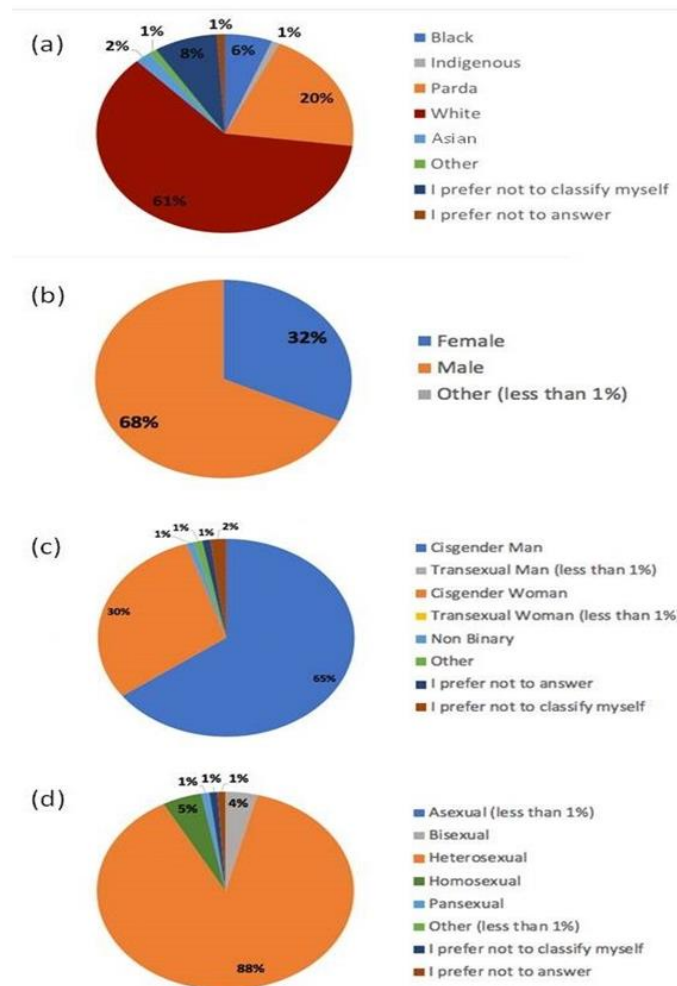 (a)
1%
1%
1%
2%
8%
6%
20%
61%
Black
Indigenous
Parda
White
Asian
Other
I prefer not to classify myself
I prefer not to answer
(b)
32%
68%
Female
Male
Other (less than 1%)
(c)
1%
1%
1%
2%
30%
65%
Cisgender Man
Transexual Man (less than 1%)
Cisgender Woman
Transexual Woman (less than 1%
Non Binary
Other
I prefer not to answer
I prefer not to classify myself
(d)
1%
1%
1%
5%
4%
88%
Asexual (less than 1%)
Bisexual
Heterosexual
Homosexual
Pansexual
Other (less than 1%)
I prefer not to classify myself
I prefer not to answer